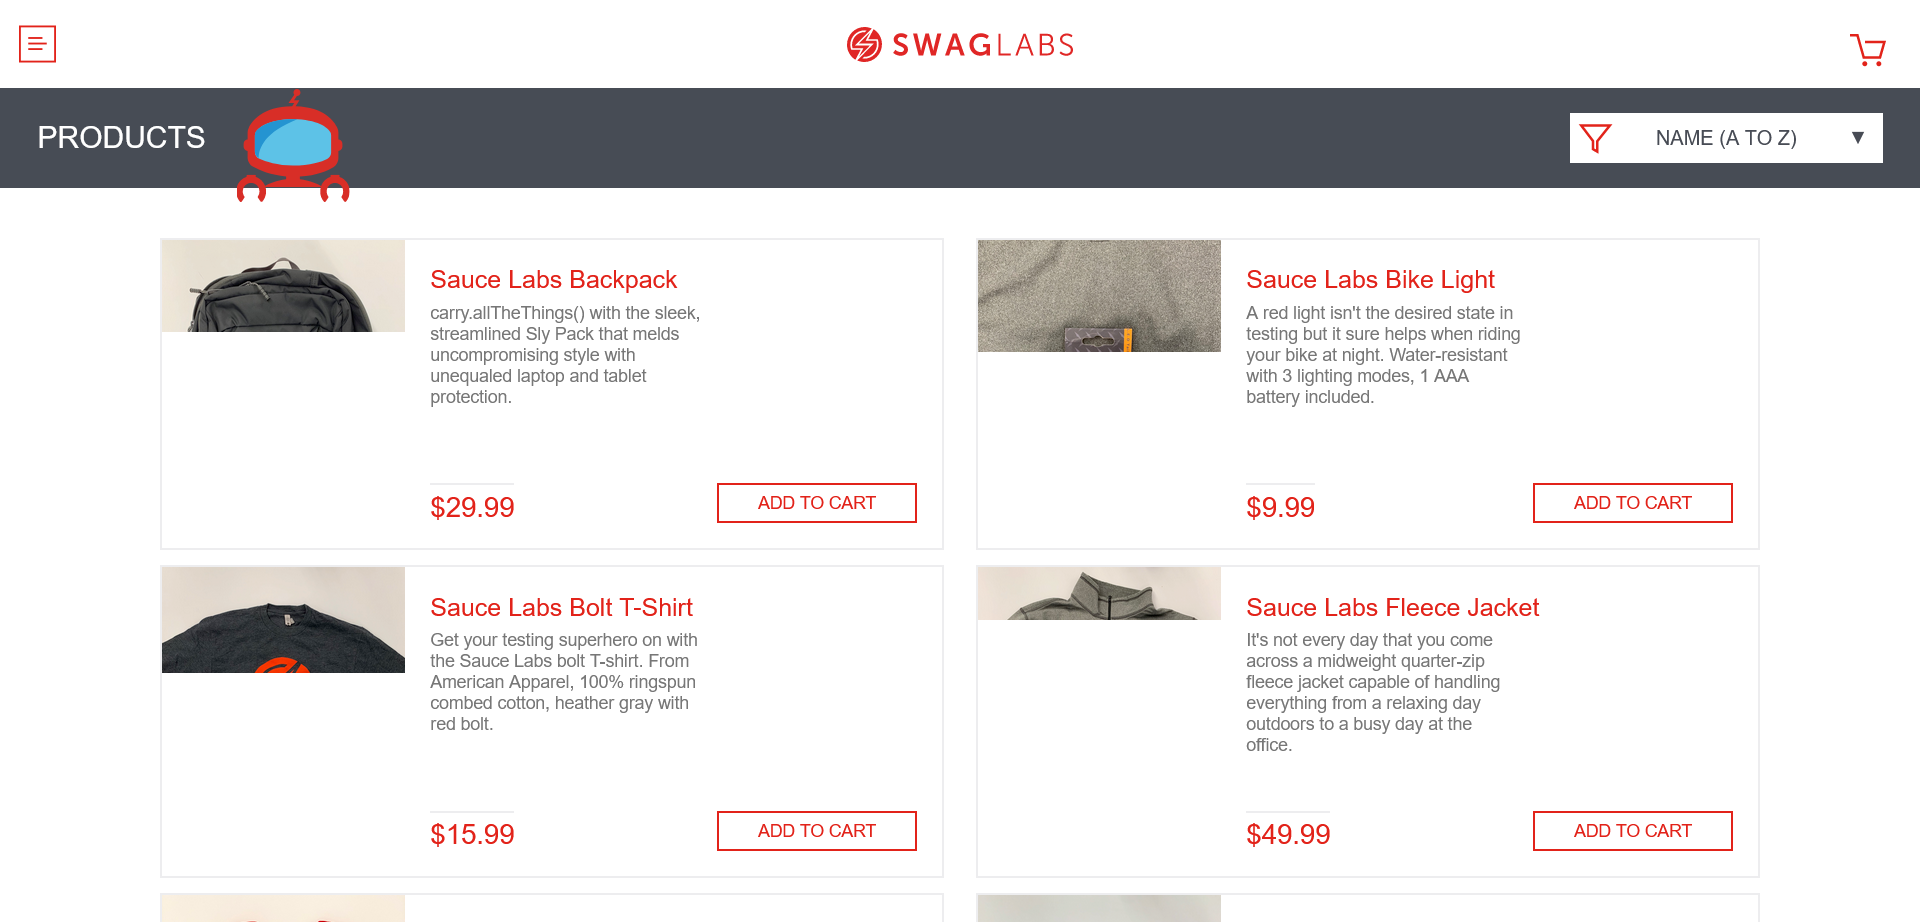 SWAGLABS
PRODUCTS
NAME (A TO Z)
Sauce Labs Backpack
carry.allTheThings() with the sleek,
streamlined Sly Pack that melds
uncompromising style with
unequaled laptop and tablet
protection.
$29.99
ADD TO CART
Sauce Labs Bike Light
A red light isn't the desired state in
testing but it sure helps when riding
your bike at night. Water-resistant
with 3 lighting modes, 1 AAA
battery included.
$9.99
ADD TO CART
Sauce Labs Bolt T-Shirt
Get your testing superhero on with
the Sauce Labs bolt T-shirt. From
American Apparel, 100% ringspun
combed cotton, heather gray with
red bolt.
$15.99
ADD TO CART
Sauce Labs Fleece Jacket
It's not every day that you come
across a midweight quarter-zip
fleece jacket capable of handling
everything from a relaxing day
outdoors to a busy day at the
office.
$49.99
ADD TO CART